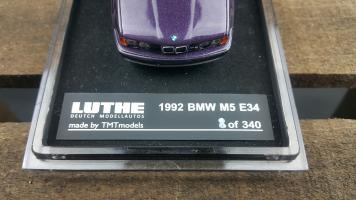 LUTHE
DEUTCH MODELLAUTOS
made by TMTmodels
1992 BMW M5 E34
8 of 340